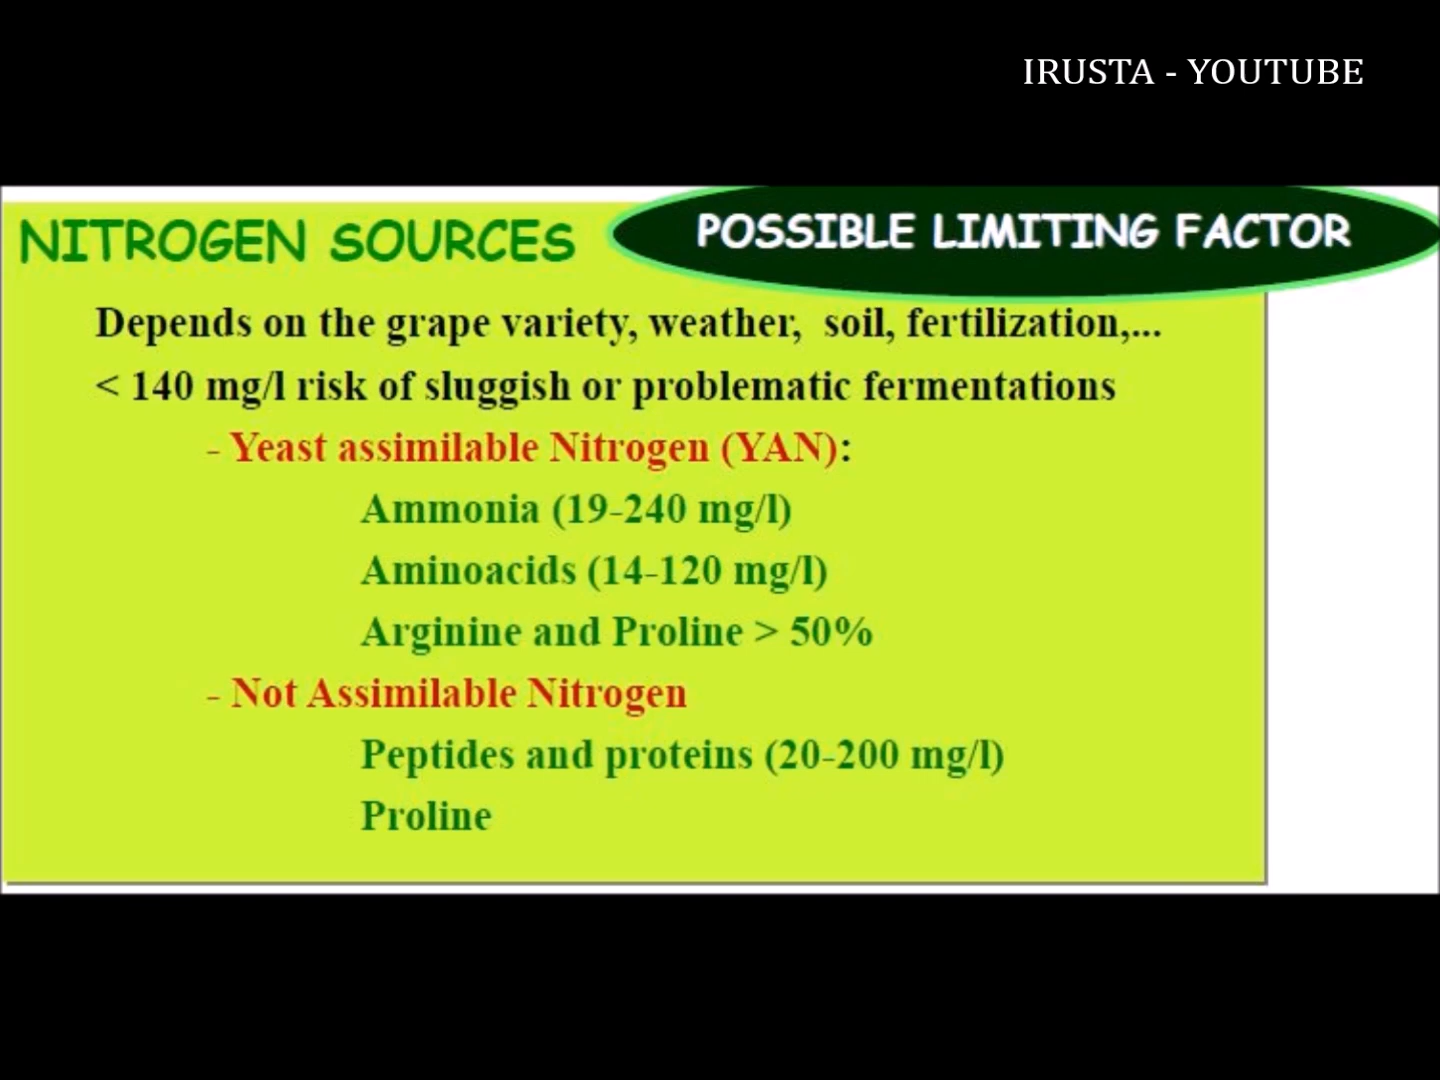 IRUSTA - YOUTUBE
NITROGEN SOURCES
POSSIBLE LIMITING FACTOR
Depends on the grape variety, weather, soil, fertilization,...
< 140 mg/l risk of sluggish or problematic fermentations
- Yeast assimilable Nitrogen (YAN):
Ammonia (19-240 mg/l)
Aminoacids (14-120 mg/l)
Arginine and Proline > 50%
- Not Assimilable Nitrogen
Peptides and proteins (20-200 mg/l)
Proline